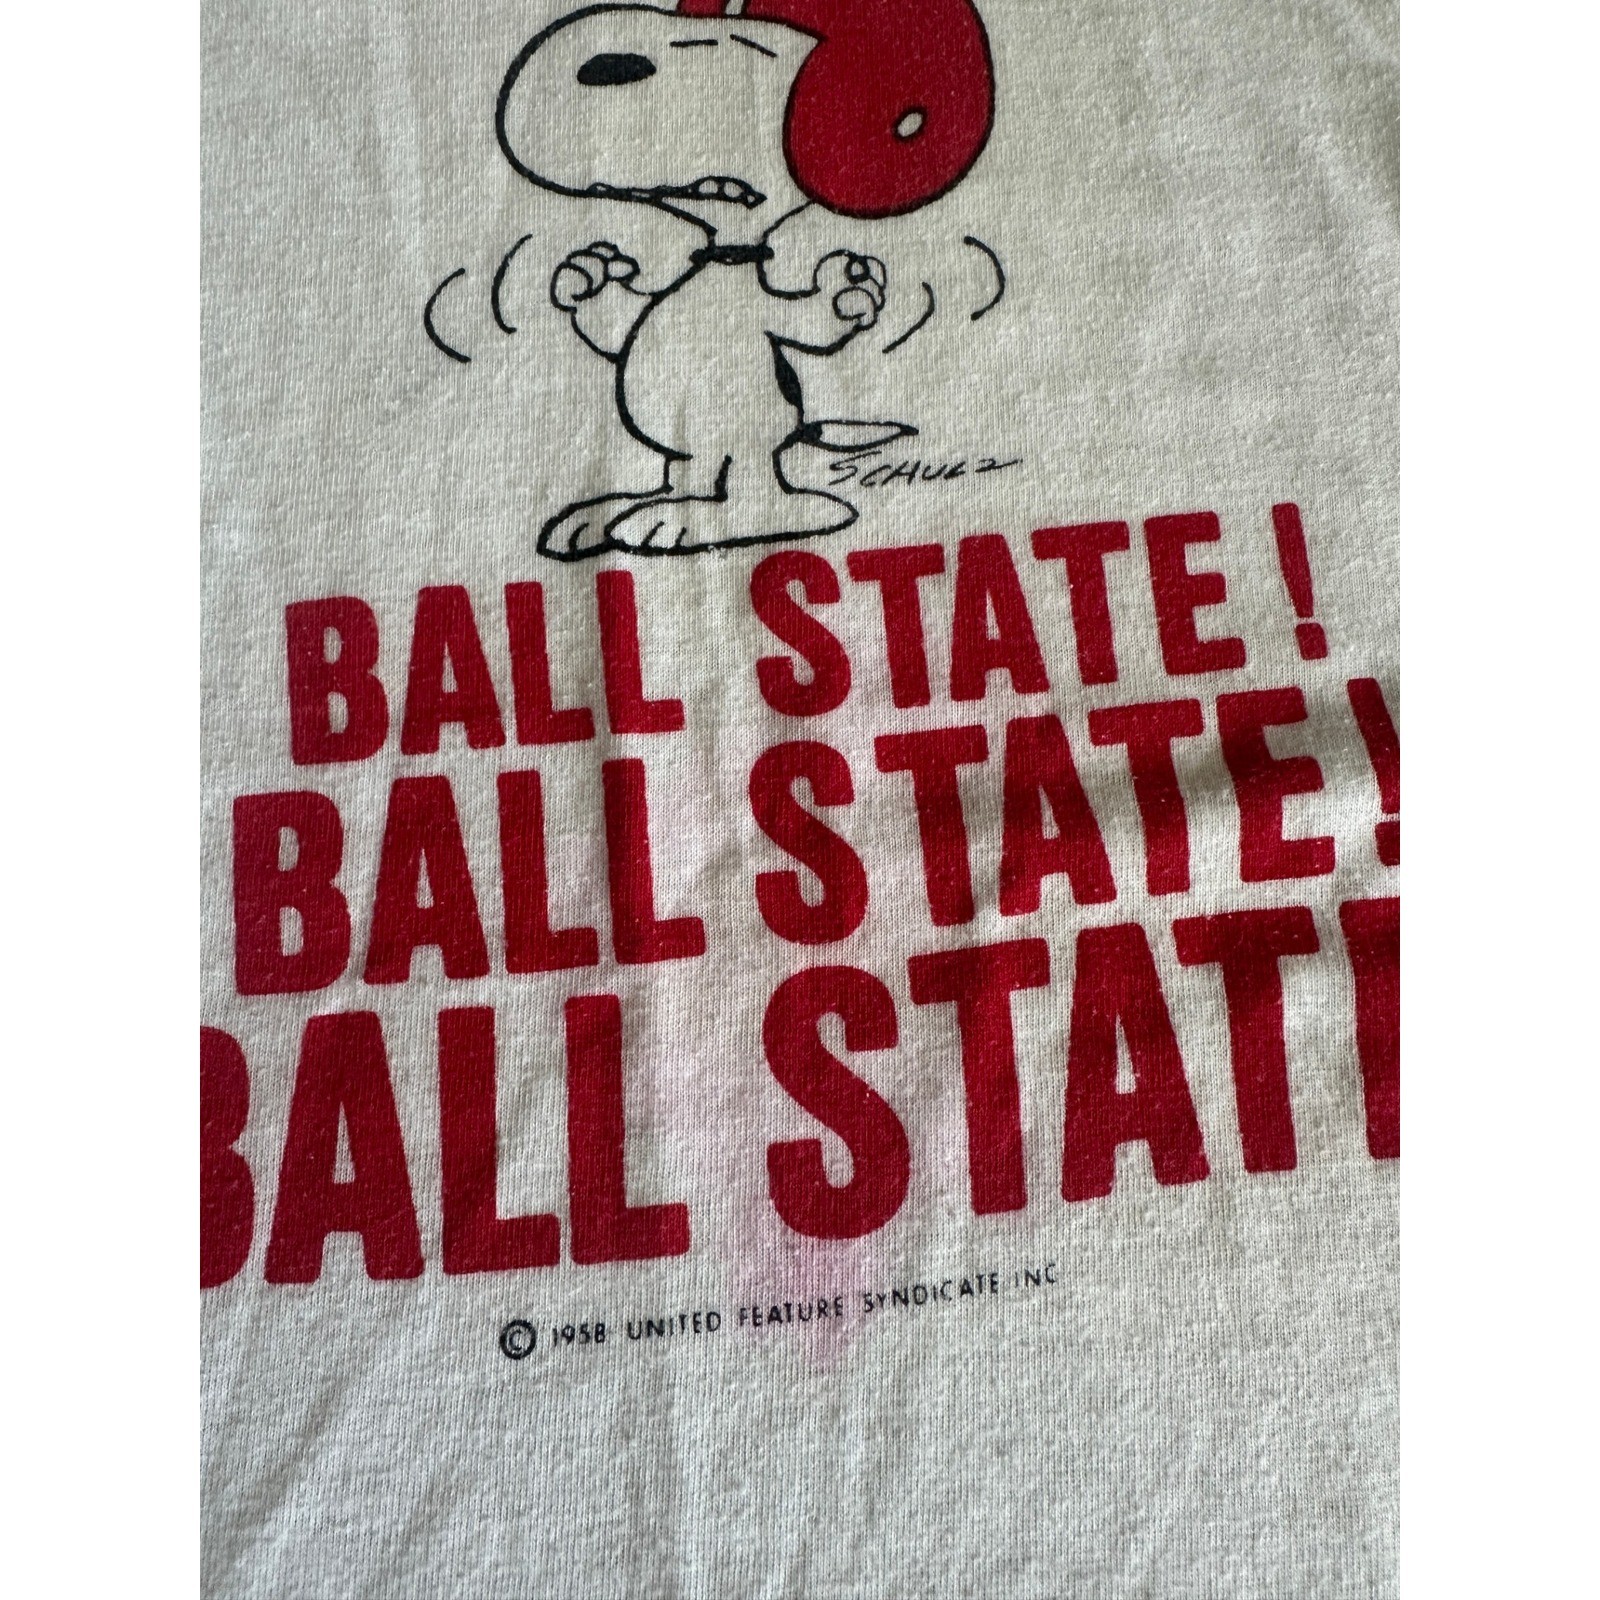 SCHULZ
BALL STATE!
BALL STATE!
BALL STATE
© 1958 UNITED FEATURE SYNDICATE INC